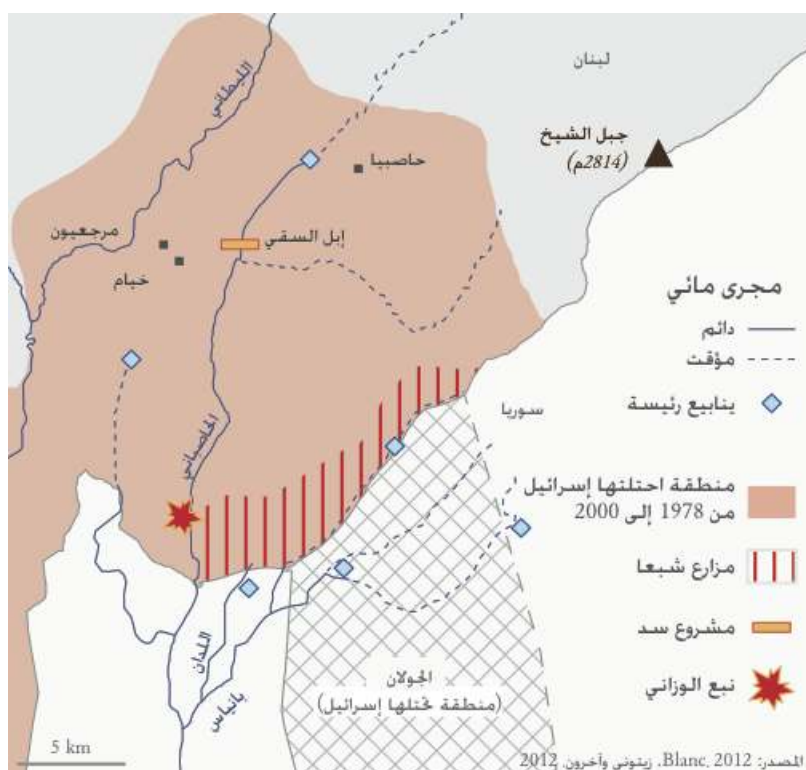 لبنان
الليطاني
جبل الشيخ
(2814م)
حاصبيا
مرجعيون
إبل السقي
خيام
مجرى مائي
دائم
مؤقت
ينابيع رئيسة
سوريا
الحاصباني
منطقة احتلتها إسرائيل
من 1978 إلى 2000
مزارع شبعا
مشروع سد
نبع الوزاني
اللدان
بانياس
الجولان
(منطقة تحتلها إسرائيل)
5 km
المصدر: Blanc, 2012، زيتوني وآخرون، 2012